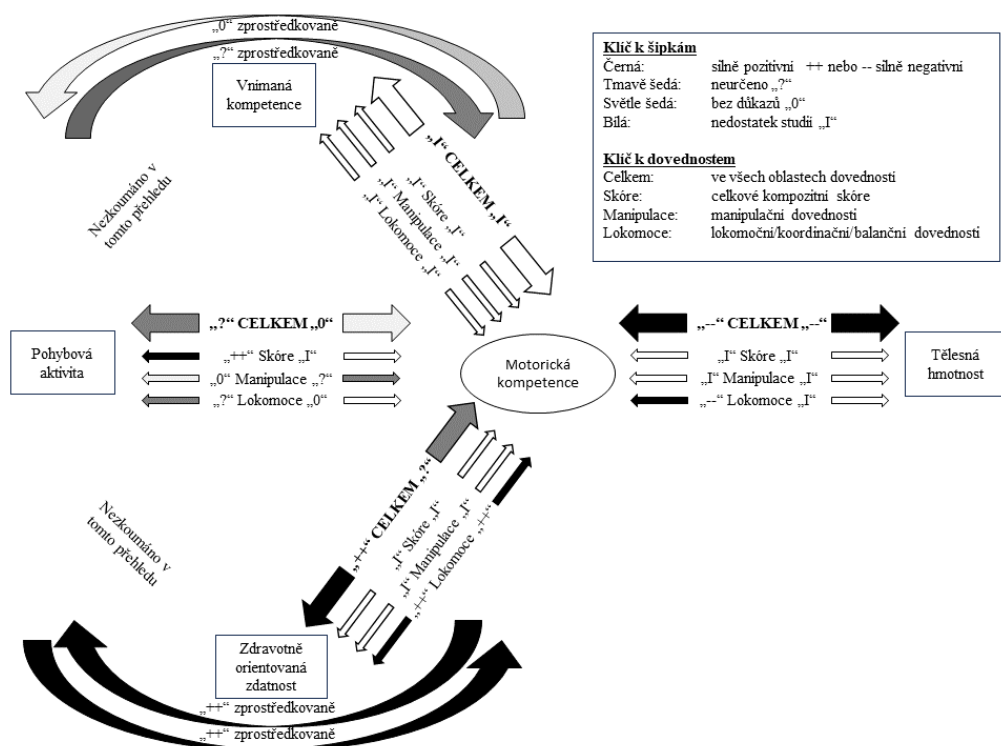 „0“ zprostředkovaně
„?“ zprostředkovaně
Vnímaná
kompetence
Klíč k šipkám
Černá: silně pozitivní ++ nebo -- silně negativní
Tmavě šedá: neurčeno „?“
Světle šedá: bez důkazů „0“
Bílá: nedostatek studií „I“
Klíč k dovednostem
Celkem: ve všech oblastech dovedností
Skóre: celkové kompozitní skóre
Manipulace: manipulační dovednosti
Lokomoce: lokomoční/koordinační/balanční dovednosti
Nezkoumáno v
tomto přehledu
„I“ CELKEM „I“
„I“ Skóre „I“
„I“ Manipulace „I“
„I“ Lokomoce „I“
Pohybová
aktivita
„?“ CELKEM „0“
„++“ Skóre „I“
„0“ Manipulace „?“
„?“ Lokomoce „0“
Motorická
kompetence
„--“ CELKEM „--“
„I“ Skóre „I“
„I“ Manipulace „I“
„--“ Lokomoce „I“
Tělesná
hmotnost
„++“ CELKEM „?“
„I“ Skóre „I“
„I“ Manipulace „I“
„++“ Lokomoce „++“
Nezkoumáno v
tomto přehledu
Zdravotně
orientovaná
zdatnost
„++“ zprostředkovaně
„++“ zprostředkovaně